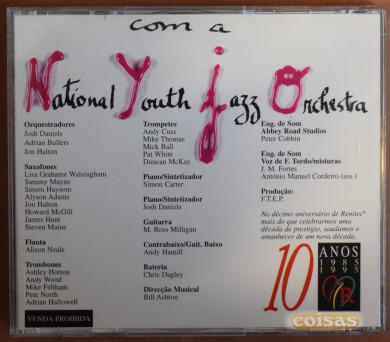 com a
National Youth Jazz Orchestra
Orquestradores
Josh Daniels
Adrian Bullers
Jon Halton
Saxofones
Lisa Grahame Walsingham
Sammy Mayne
Simon Haysom
Alyson Adams
Jon Halton
Howard McGill
James Hunt
Steven Maine
Flauta
Alison Neale
Trombones
Ashley Horton
Andy Wood
Mike Feltham
Pete North
Adrian Hallowell
VENDA PROIBIDA
Trompetes
Andy Cuss
Mike Thomas
Mick Ball
Pat White
Duncan McKay
Piano/Sintetizador
Simon Carter
Piano/Sintetizador
Josh Daniels
Guitarra
M. Ross Milligan
Contrabaixo/Guit. Baixo
Andy Hamill
Bateria
Chris Dagley
Direcção Musical
Bill Ashton
Eng. de Som
Abbey Road Studios
Peter Cobbin
Eng. de Som
Voz de F. Tordo/misturas
J. M. Fortes
António Manuel Cordeiro (ass.)
Produção:
F.T.E.P.
No décimo aniversário de Renitec*
mais do que celebrarmos uma
década de prestígio, saudamos o
amanhecer de um nova década.
10 ANOS
1985
1995
coisas